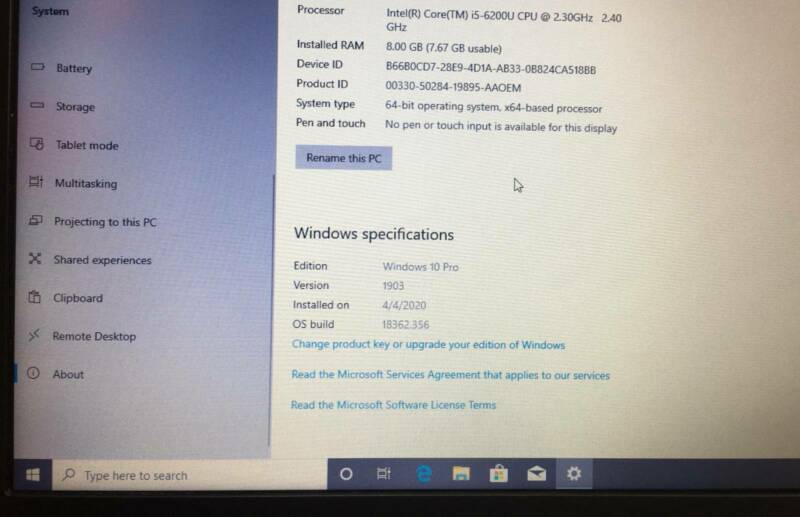 System
Battery
Storage
Tablet mode
Multitasking
Projecting to this PC
Shared experiences
Clipboard
Remote Desktop
About
Processor Intel(R) Core(TM) i5-6200U CPU @ 2.30GHz 2.40
GHz
Installed RAM 8.00 GB (7.67 GB usable)
Device ID B66B0CD7-28E9-4D1A-AB33-0B824CA518BB
Product ID 00330-50284-19895-AAOEM
System type 64-bit operating system, x64-based processor
Pen and touch No pen or touch input is available for this display
Rename this PC
Windows specifications
Edition Windows 10 Pro
Version 1903
Installed on 4/4/2020
OS build 18362.356
Change product key or upgrade your edition of Windows
Read the Microsoft Services Agreement that applies to our services
Read the Microsoft Software License Terms
Type here to search